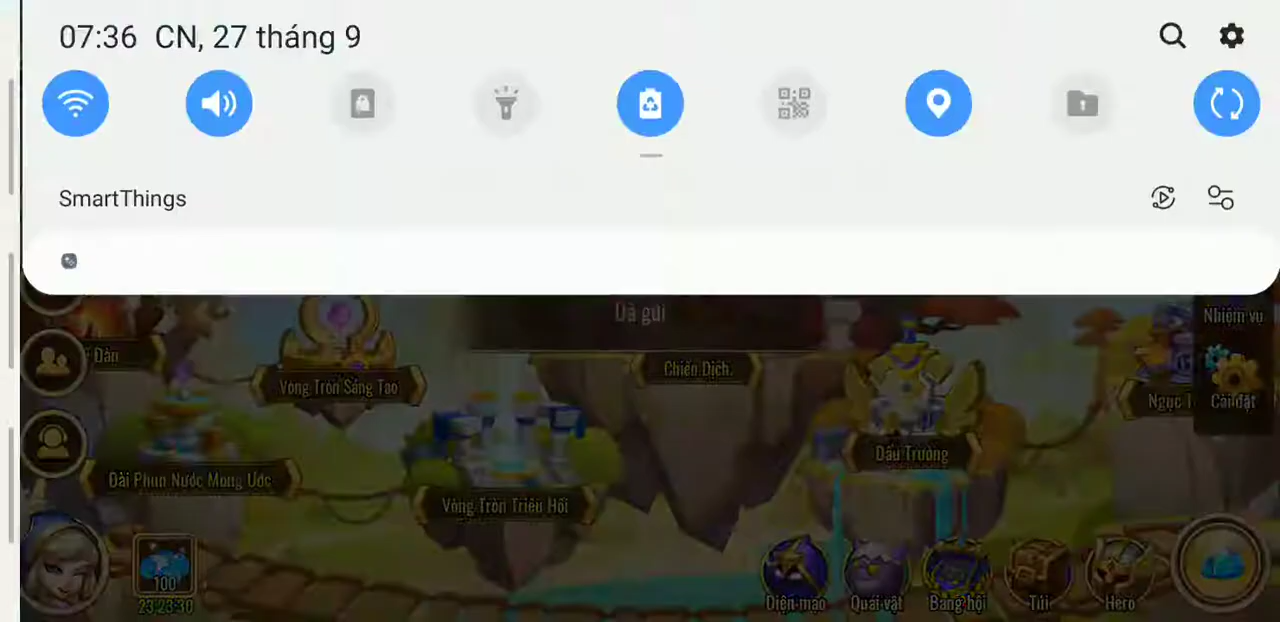 07:36 CN, 27 tháng 9
SmartThings
Đã gửi
Nhiệm vụ
Vòng Tròn Sáng Tạo
Chiến Dịch
Ngục
Cài đặt
Đấu Trường
Đài Phun Nước Mong Ước
Vòng Tròn Triệu Hồi
100
23:23:30
Diện mạo
Quái vật
Bang hội
Túi
Hero